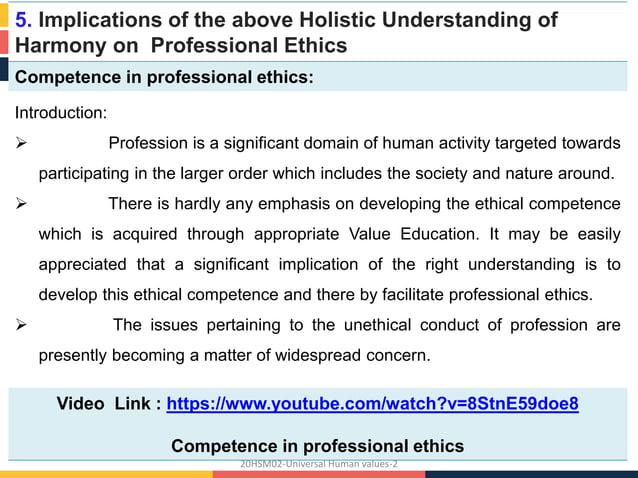 5. Implications of the above Holistic Understanding of
Harmony on Professional Ethics
Competence in professional ethics:
Introduction:
➢ Profession is a significant domain of human activity targeted towards
participating in the larger order which includes the society and nature around.
➢ There is hardly any emphasis on developing the ethical competence
which is acquired through appropriate Value Education. It may be easily
appreciated that a significant implication of the right understanding is to
develop this ethical competence and there by facilitate professional ethics.
➢ The issues pertaining to the unethical conduct of profession are
presently becoming a matter of widespread concern.
Video Link : https://www.youtube.com/watch?v=8StnE59doe8
Competence in professional ethics
20HSM02-Universal Human values-2